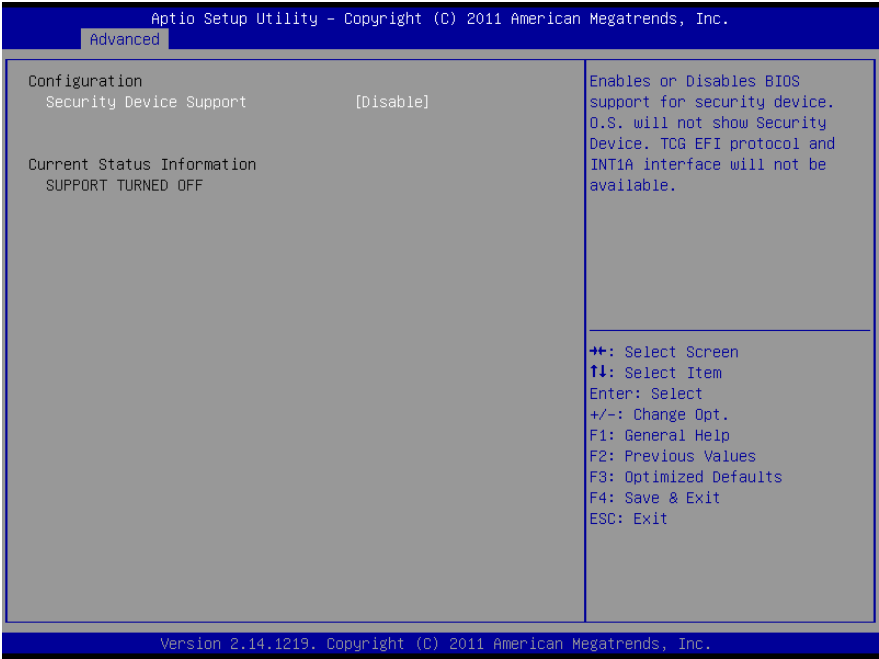 Aptio Setup Utility – Copyright (C) 2011 American Megatrends, Inc.
Advanced
Configuration
Security Device Support [Disable]
Current Status Information
SUPPORT TURNED OFF
Enables or Disables BIOS
support for security device.
O.S. will not show Security
Device. TCG EFI protocol and
INT1A interface will not be
available.
→←: Select Screen
↑↓: Select Item
Enter: Select
+/-: Change Opt.
F1: General Help
F2: Previous Values
F3: Optimized Defaults
F4: Save & Exit
ESC: Exit
Version 2.14.1219. Copyright (C) 2011 American Megatrends, Inc.